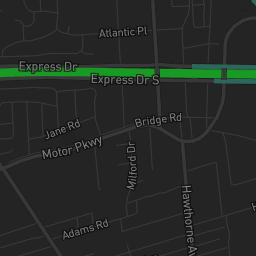 Atlantic Pl
Express Dr
Express Dr S
Bridge Rd
Jane Rd
Motor Pkwy
Milford Dr
Hawthorne Av
Adams Rd
H